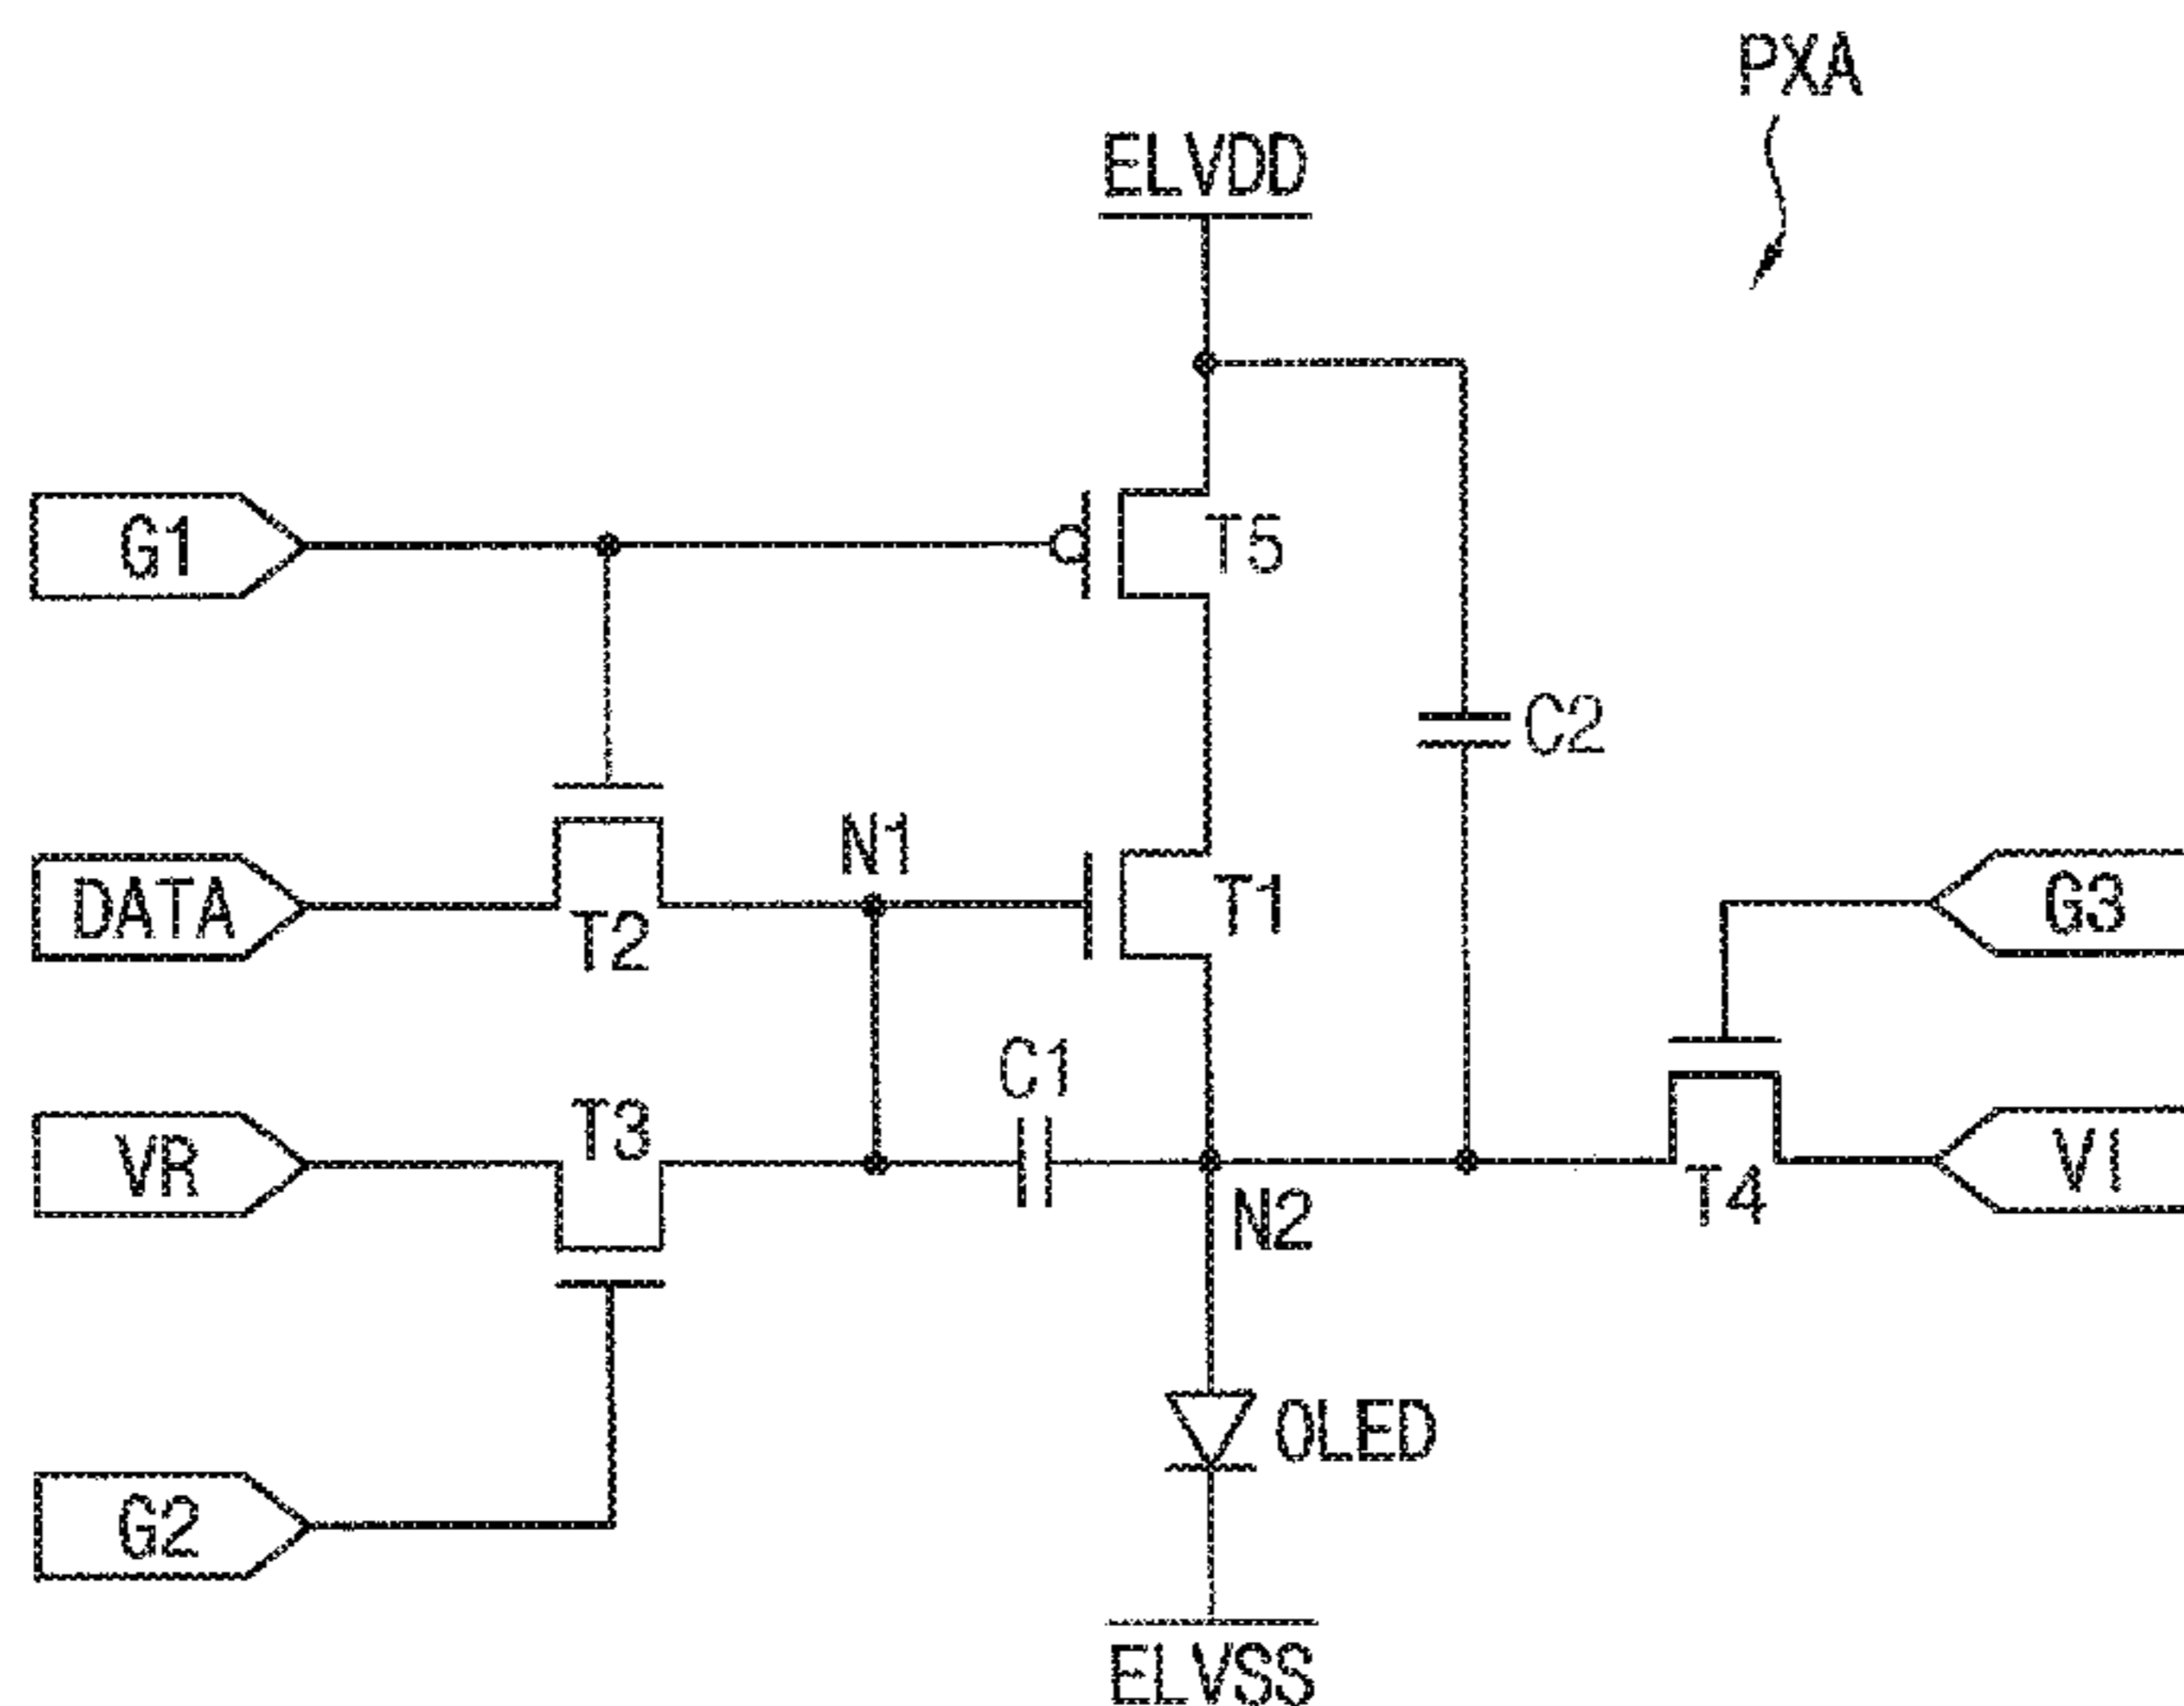 PXA
ELVDD
G1
T5
C2
N1
DATA
T2
T1
G3
C1
VR
T3
N2
T4
VI
OLED
G2
ELVSS